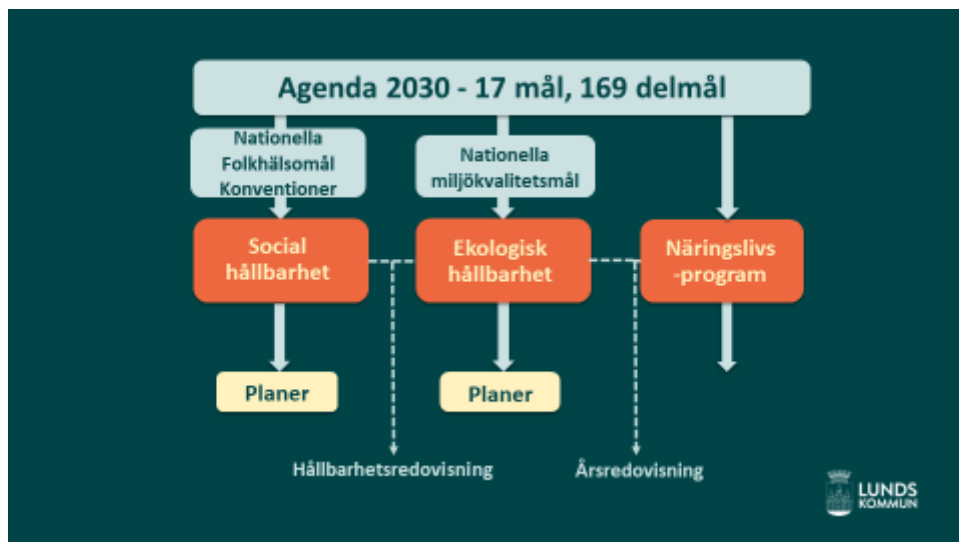 Agenda 2030 - 17 mål, 169 delmål
Nationella
Folkhälsomål
Konventioner
Nationella
miljökvalitetsmål
Social
hållbarhet
Ekologisk
hållbarhet
Näringslivs
-program
Planer
Planer
Hållbarhetsredovisning
Årsredovisning
LUNDS
KOMMUN